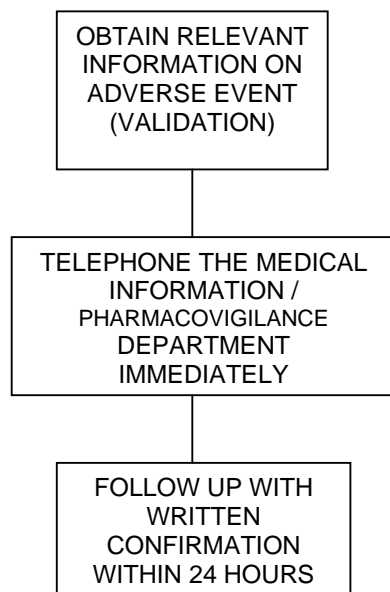 OBTAIN RELEVANT
INFORMATION ON
ADVERSE EVENT
(VALIDATION)
TELEPHONE THE MEDICAL
INFORMATION /
PHARMACOVIGILANCE
DEPARTMENT
IMMEDIATELY
FOLLOW UP WITH
WRITTEN
CONFIRMATION
WITHIN 24 HOURS